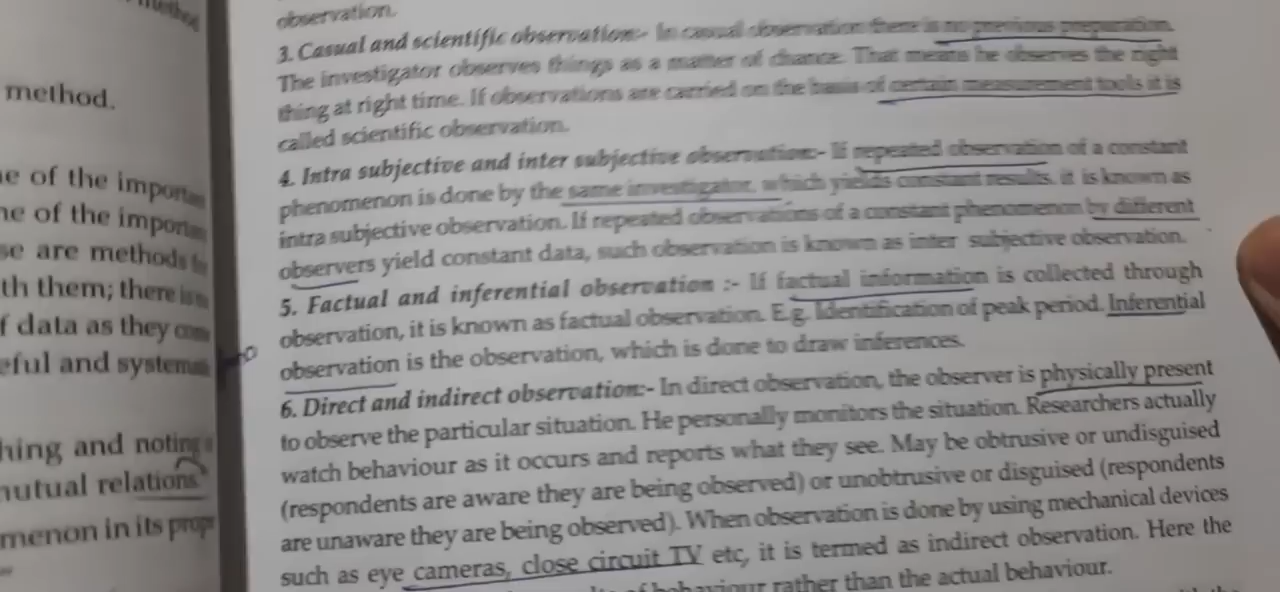 method
method.
of the
of the
are methods
th them; there is
f data as they
eful and
hing and noting
mutual relations
menon in its
observation.
3. Casual and scientific observation:- In casual observation there is no previous preparation.
The investigator observes things as a matter of chance. That means he observes the right
thing at right time. If observations are carried on the basis of certain measurement tools it is
called scientific observation.
4. Intra subjective and inter subjective observation:- If repeated observation of a constant
phenomenon is done by the same investigator, which yields constant results, it is known as
intra subjective observation. If repeated observations of a constant phenomenon by different
observers yield constant data, such observation is known as inter subjective observation.
5. Factual and inferential observation :- If factual information is collected through
observation, it is known as factual observation. E.g. Identification of peak period. Inferential
observation is the observation, which is done to draw inferences.
6. Direct and indirect observation:- In direct observation, the observer is physically present
to observe the particular situation. He personally monitors the situation. Researchers actually
watch behaviour as it occurs and reports what they see. May be obtrusive or undisguised
(respondents are aware they are being observed) or unobtrusive or disguised (respondents
are unaware they are being observed). When observation is done by using mechanical devices
such as eye cameras, close circuit TV etc, it is termed as indirect observation. Here the
of behaviour rather than the actual behaviour.